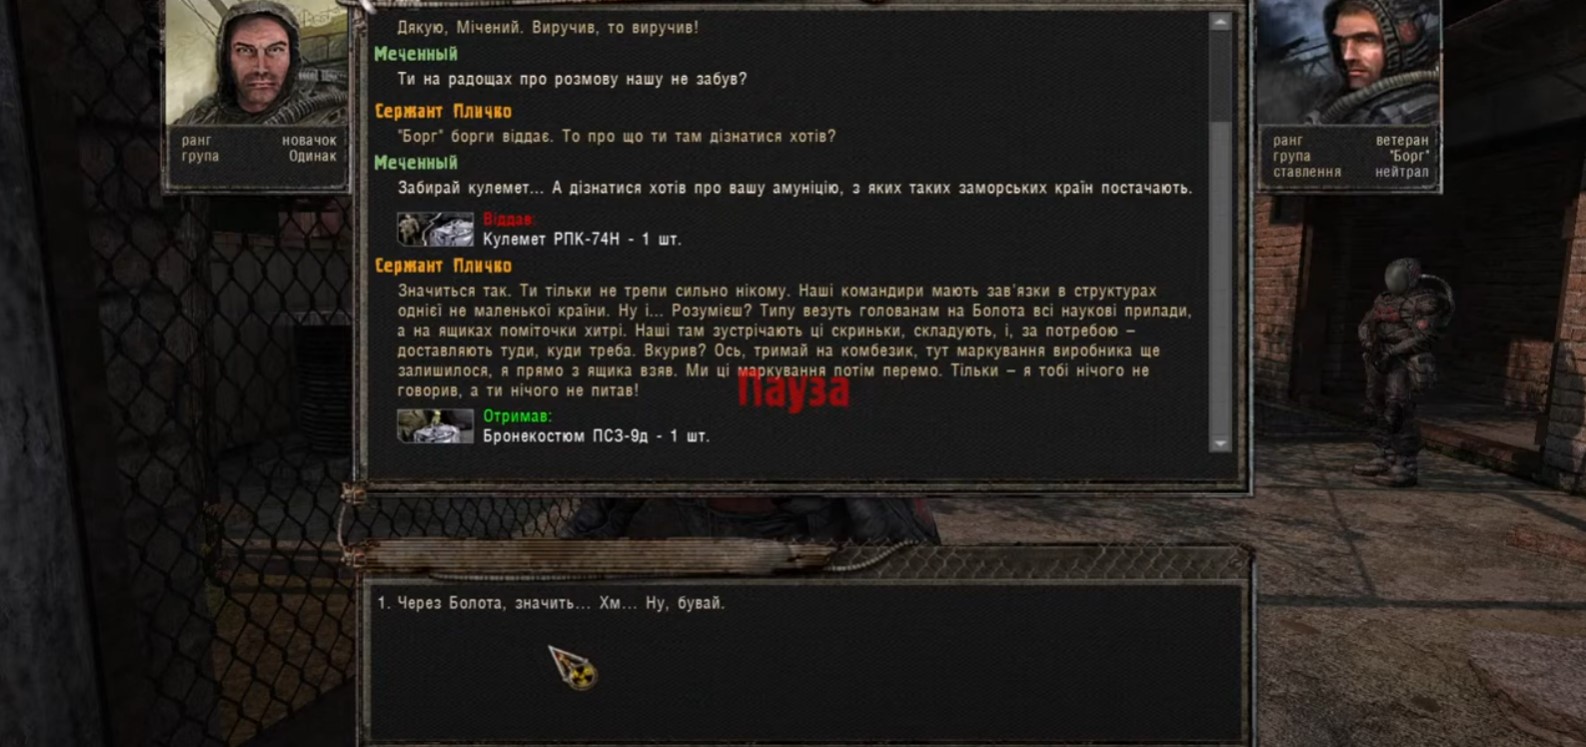 Дякую, Мічений. Виручив, то виручив!
Меченный
Ти на радощах про розмову нашу не забув?
Сержант Пличко
"Борг" борги віддає. То про що ти там дізнатися хотів?
Меченный
Забирай кулемет... А дізнатися хотів про вашу амуніцію, з яких таких заморських країн постачають.
Віддав:
Кулемет РПК-74Н - 1 шт.
Сержант Пличко
Значиться так. Ти тільки не трепи сильно нікому. Наші командири мають зав'язки в структурах
однієї не маленької країни. Ну і... Розумієш? Типу везуть голованам на Болота всі наукові прилади,
а на ящиках поміточки хитрі. Наші там зустрічають ці скриньки, складують, і, за потребою –
доставляють туди, куди треба. Вкурив? Ось, тримай на комбезик, тут маркування виробника ще
залишилося, я прямо з ящика взяв. Ми ці маркування потім перемо. Тільки – я тобі нічого не
говорив, а ти нічого не питав!
Пауза
Отримав:
Бронекостюм ПСЗ-9д - 1 шт.
1. Через Болота, значить... Хм... Ну, бувай.
ранг новачок
група Одинак
ранг ветеран
група "Борг"
ставлення нейтрал